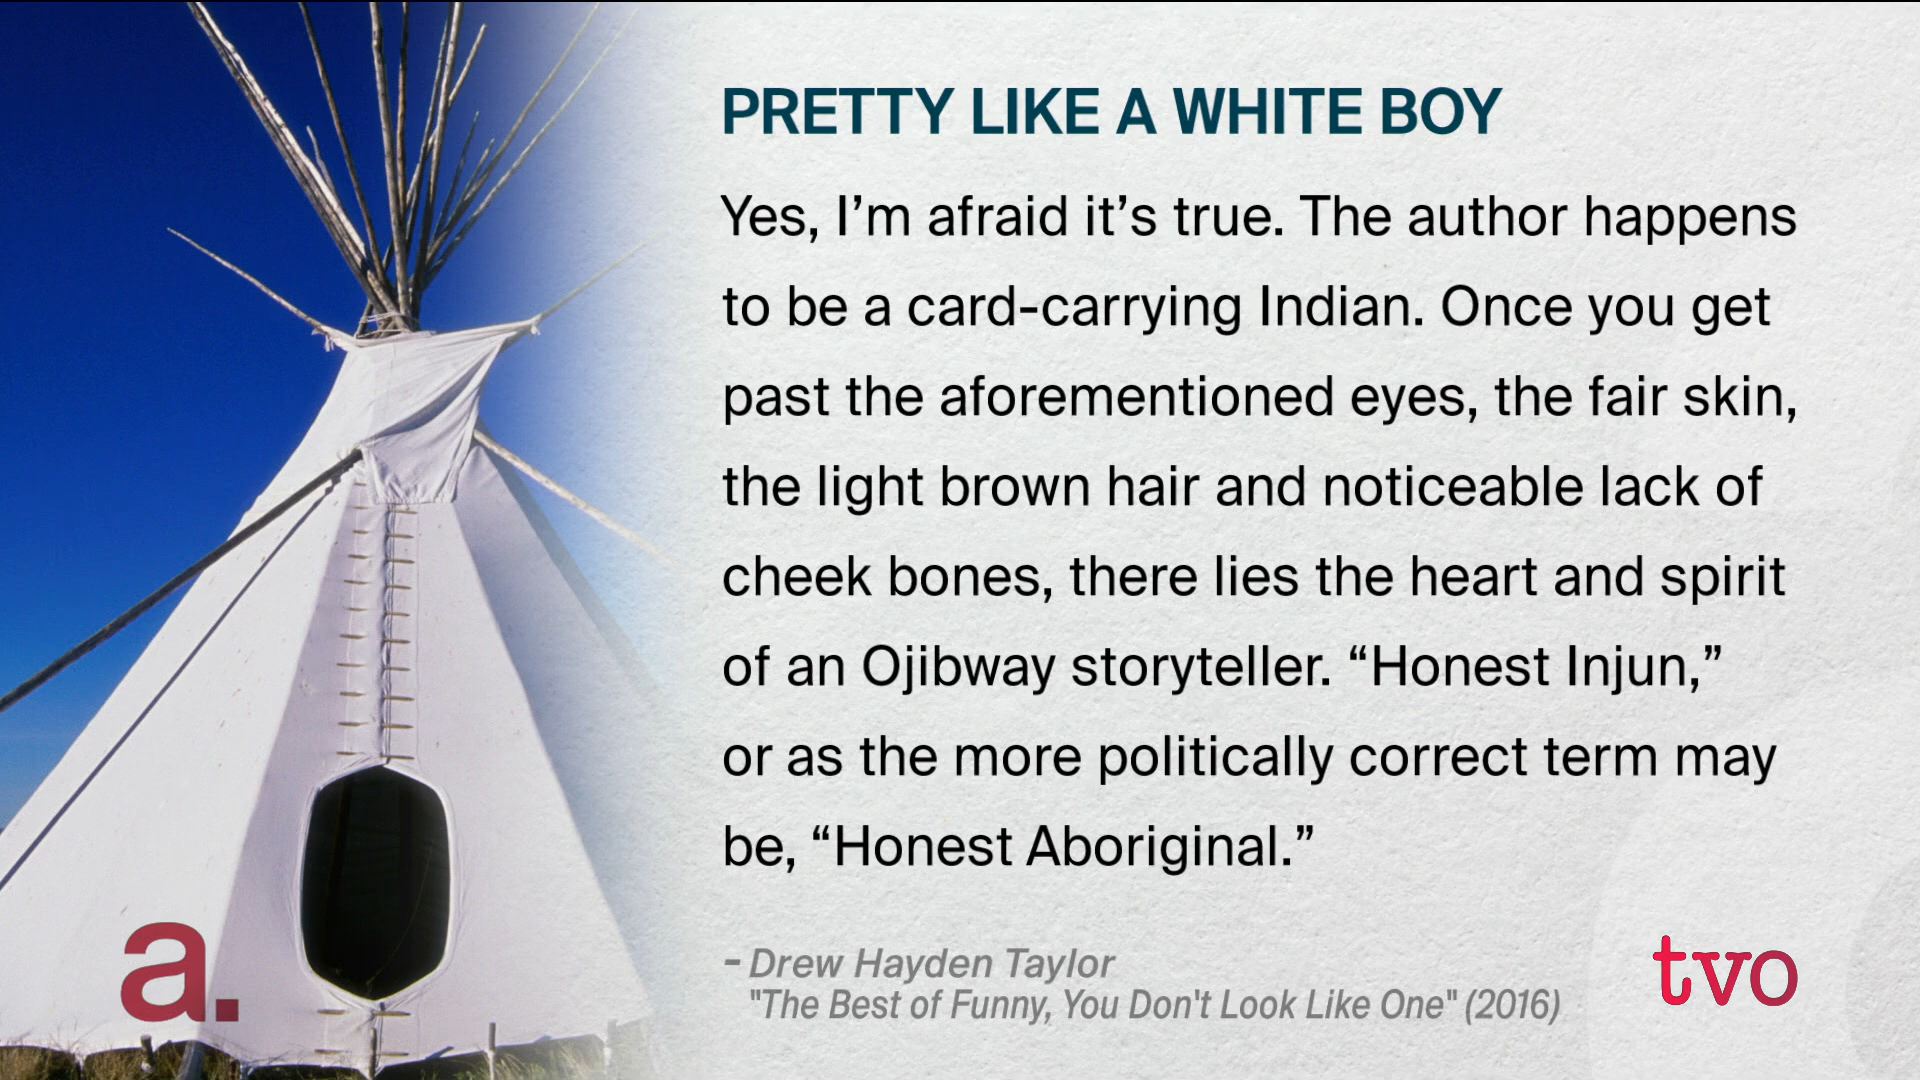 PRETTY LIKE A WHITE BOY
Yes, I’m afraid it’s true. The author happens
to be a card-carrying Indian. Once you get
past the aforementioned eyes, the fair skin,
the light brown hair and noticeable lack of
cheek bones, there lies the heart and spirit
of an Ojibway storyteller. “Honest Injun,”
or as the more politically correct term may
be, “Honest Aboriginal.”
- Drew Hayden Taylor
"The Best of Funny, You Don't Look Like One" (2016)
a.
tvo